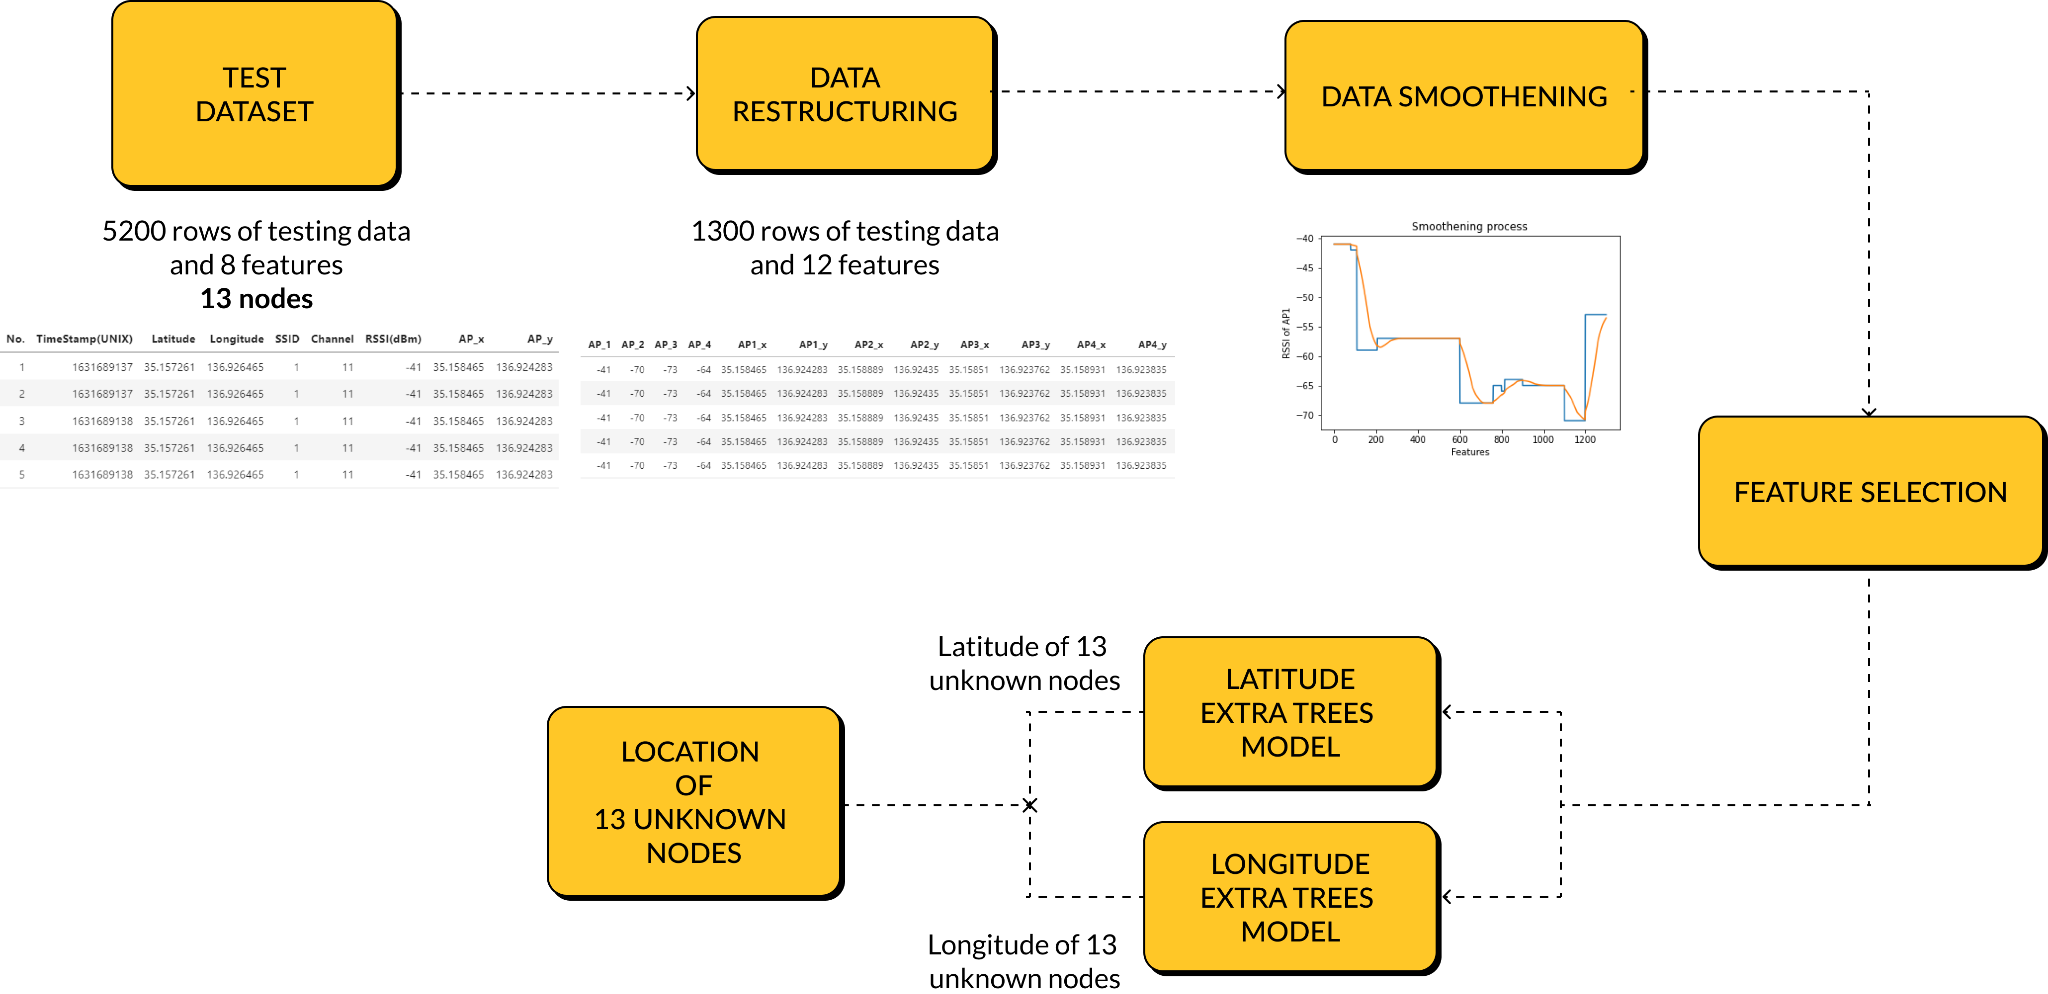 TEST
DATASET
DATA
RESTRUCTURING
DATA SMOOTHENING
5200 rows of testing data
and 8 features
13 nodes
1300 rows of testing data
and 12 features
No. TimeStamp(UNIX) Latitude Longitude SSID Channel RSSI(dBm) AP_x AP_y
1 1631689137 35.157261 136.926465 1 11 -41 35.158465 136.924283
2 1631689137 35.157261 136.926465 1 11 -41 35.158465 136.924283
3 1631689138 35.157261 136.926465 1 11 -41 35.158465 136.924283
4 1631689138 35.157261 136.926465 1 11 -41 35.158465 136.924283
5 1631689138 35.157261 136.926465 1 11 -41 35.158465 136.924283
AP_1 AP_2 AP_3 AP_4 AP1_x AP1_y AP2_x AP2_y AP3_x AP3_y AP4_x AP4_y
-41 -70 -73 -64 35.158465 136.924283 35.158889 136.92435 35.15851 136.923762 35.158931 136.923835
-41 -70 -73 -64 35.158465 136.924283 35.158889 136.92435 35.15851 136.923762 35.158931 136.923835
-41 -70 -73 -64 35.158465 136.924283 35.158889 136.92435 35.15851 136.923762 35.158931 136.923835
-41 -70 -73 -64 35.158465 136.924283 35.158889 136.92435 35.15851 136.923762 35.158931 136.923835
-41 -70 -73 -64 35.158465 136.924283 35.158889 136.92435 35.15851 136.923762 35.158931 136.923835
Smoothening process
RSSI of AP1
−40
−45
−50
−55
−60
−65
−70
0 200 400 600 800 1000 1200
Features
FEATURE SELECTION
Latitude of 13
unknown nodes
LATITUDE
EXTRA TREES
MODEL
LOCATION
OF
13 UNKNOWN
NODES
LONGITUDE
EXTRA TREES
MODEL
Longitude of 13
unknown nodes